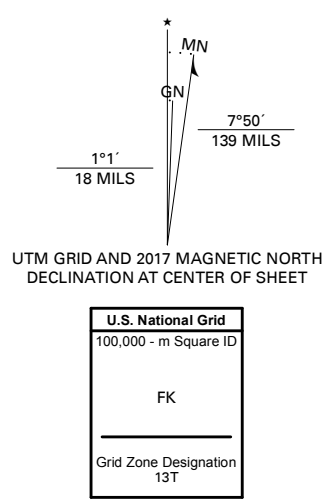 ★
MN
GN
7°50´
139 MILS
1°1´
18 MILS
UTM GRID AND 2017 MAGNETIC NORTH
DECLINATION AT CENTER OF SHEET
U.S. National Grid
100,000 - m Square ID
FK
Grid Zone Designation
13T